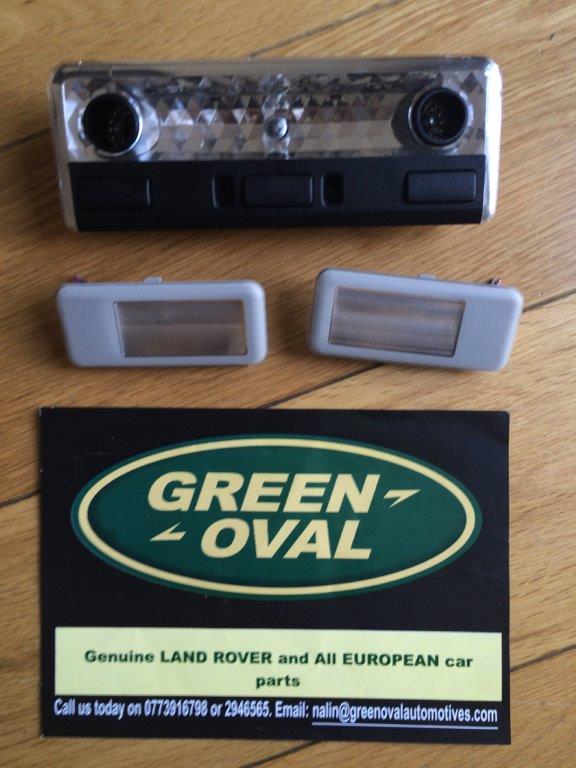 GREEN
OVAL
Genuine LAND ROVER and All EUROPEAN car
parts
Call us today on 0773916798 or 2946565. Email: nalin@greenovalautomotives.com